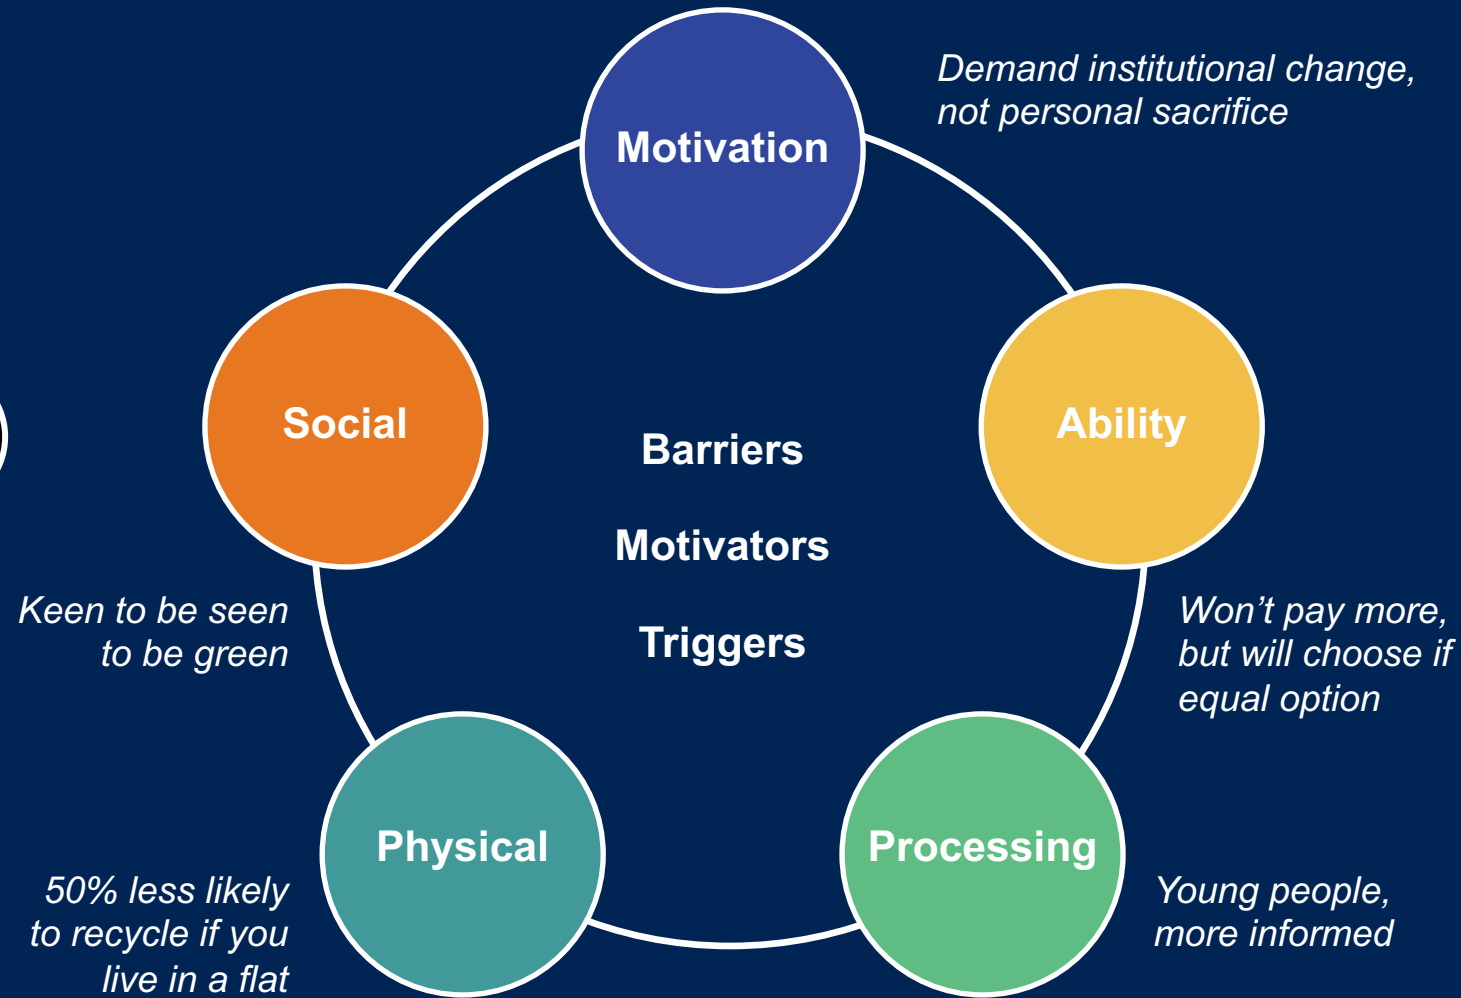 Motivation
Demand institutional change,
not personal sacrifice
Social
Ability
Barriers
Motivators
Triggers
Keen to be seen
to be green
Won’t pay more,
but will choose if
equal option
Physical
Processing
50% less likely
to recycle if you
live in a flat
Young people,
more informed